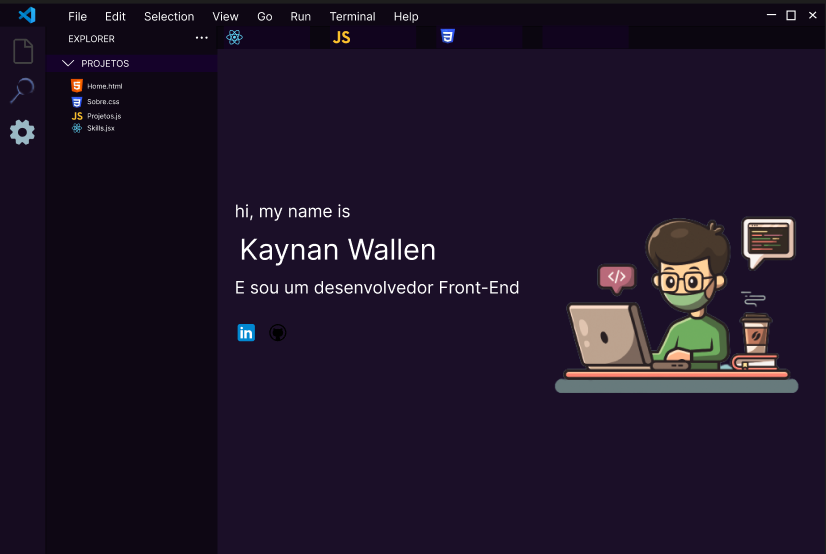 File Edit Selection View Go Run Terminal Help
EXPLORER ...
JS
PROJETOS
Home.html
Sobre.css
JS Projetos.js
Skills.jsx
hi, my name is
Kaynan Wallen
E sou um desenvolvedor Front-End
in
</>